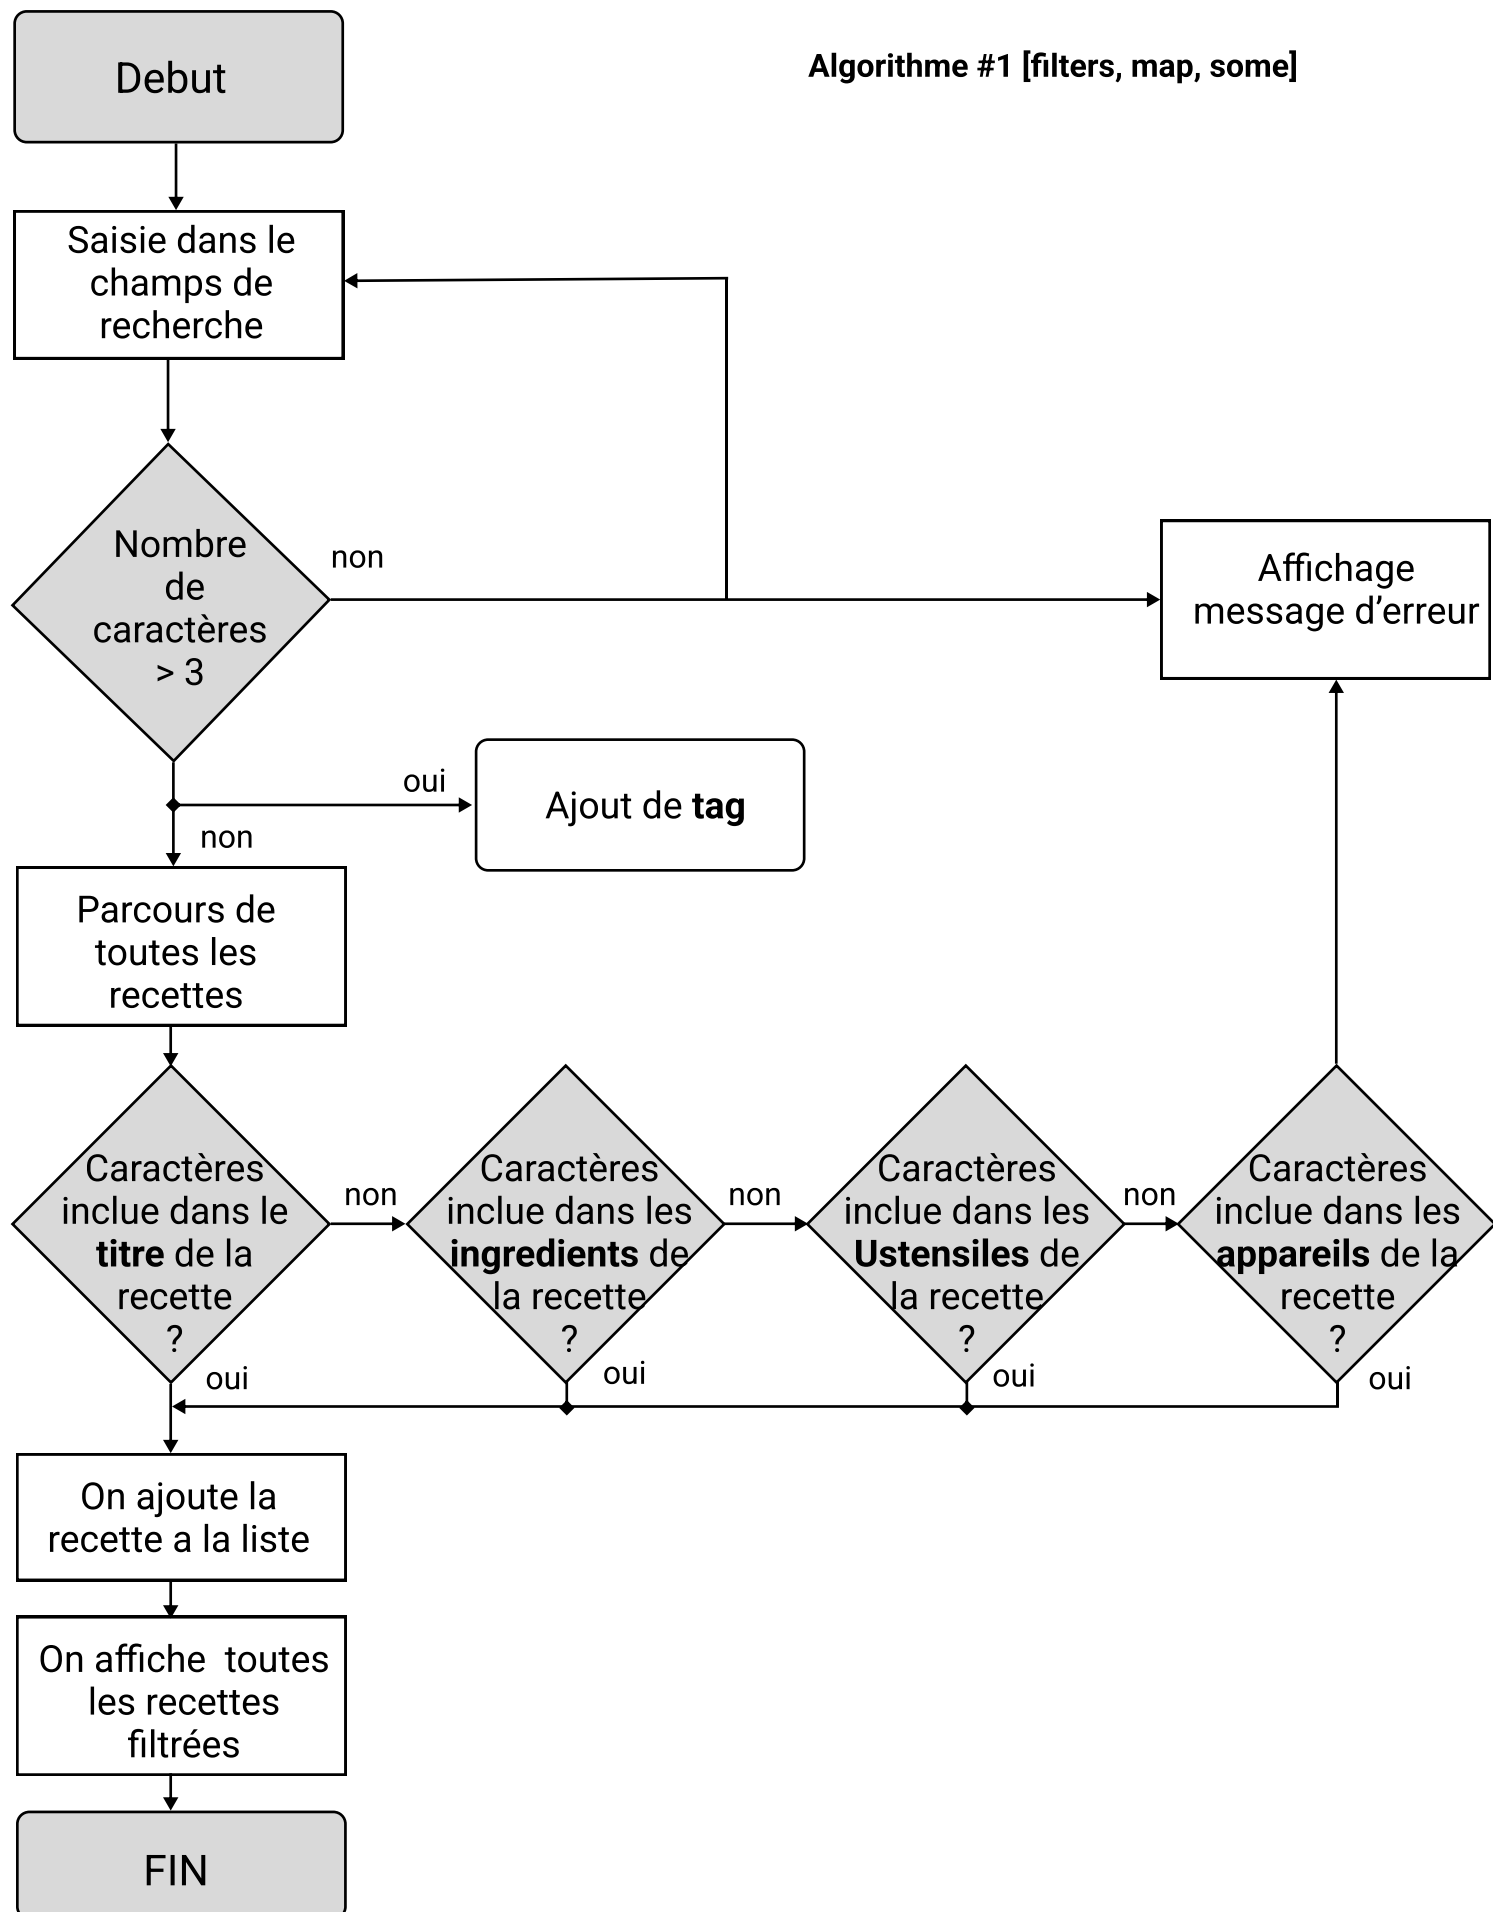 Debut
Algorithme #1 [filters, map, some]
Saisie dans le
champs de
recherche
Nombre
de
caractères
> 3
non
Affichage
message d’erreur
oui
Ajout de tag
non
Parcours de
toutes les
recettes
Caractères
inclue dans le
titre de la
recette
?
non
Caractères
inclue dans les
ingredients de
la recette
?
non
Caractères
inclue dans les
Ustensiles de
la recette
?
non
Caractères
inclue dans les
appareils de la
recette
?
oui
oui
oui
oui
On ajoute la
recette a la liste
On affiche  toutes
les recettes
filtrées
FIN